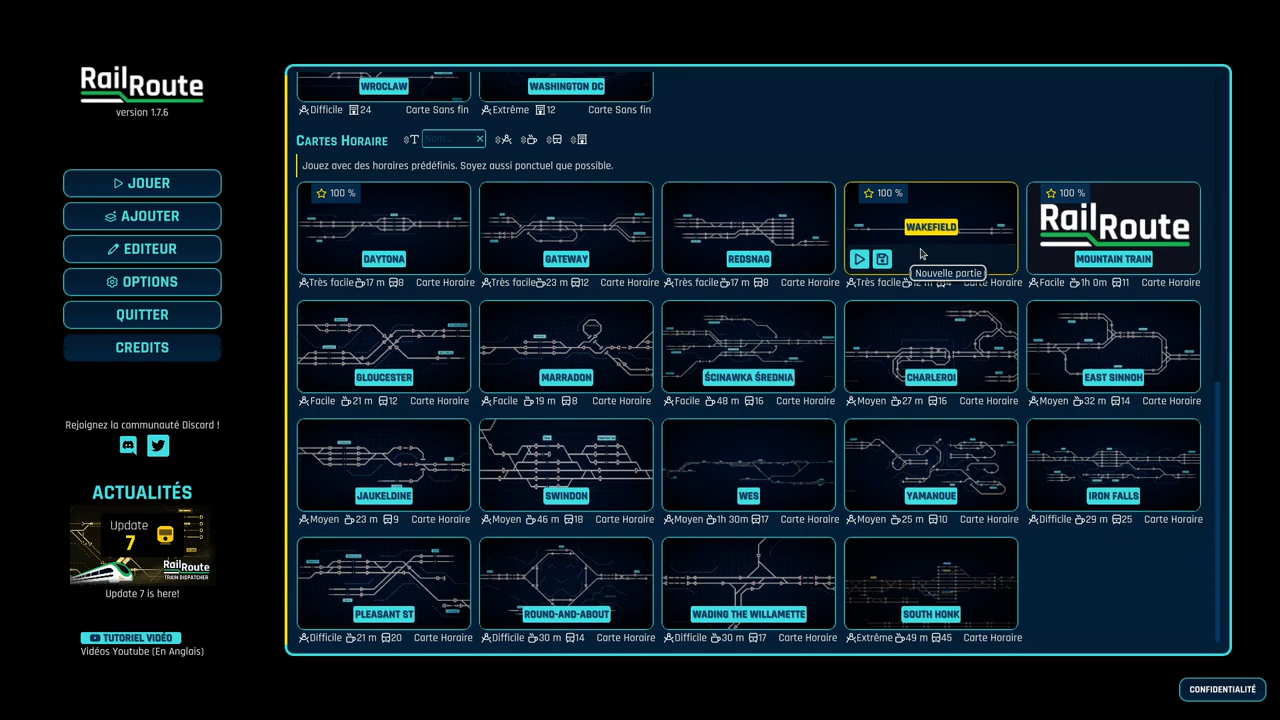 RailRoute
version 1.7.6
JOUER
AJOUTER
EDITEUR
OPTIONS
QUITTER
CREDITS
Rejoignez la communauté Discord !
ACTUALITÉS
Update
7
RailRoute
TRAIN DISPATCHER
Update 7 is here!
TUTORIEL VIDÉO
Vidéos Youtube (En Anglais)
WROCLAW
WASHINGTON DC
Difficile 24 Carte Sans fin
Extrême 12 Carte Sans fin
CARTES HORAIRE
T Nom...
Jouez avec des horaires prédéfinis. Soyez aussi ponctuel que possible.
100 %
DAYTONA
GATEWAY
REDSNAG
100 %
WAKEFIELD
Nouvelle partie
100 %
RailRoute
MOUNTAIN TRAIN
Très facile 17 m 8 Carte Horaire
Très facile 23 m 12 Carte Horaire
Très facile 17 m 8 Carte Horaire
Très facile 12 m 4 Carte Horaire
Facile 1h 0m 11 Carte Horaire
GLOUCESTER
MARRADON
ŚCINAWKA ŚREDNIA
CHARLEROI
EAST SINNOH
Facile 21 m 12 Carte Horaire
Facile 19 m 8 Carte Horaire
Facile 48 m 16 Carte Horaire
Moyen 27 m 16 Carte Horaire
Moyen 32 m 14 Carte Horaire
JAUKELDINE
SWINDON
WES
YAMANOUE
IRON FALLS
Moyen 23 m 9 Carte Horaire
Moyen 46 m 18 Carte Horaire
Moyen 1h 30m 17 Carte Horaire
Moyen 25 m 10 Carte Horaire
Difficile 29 m 25 Carte Horaire
PLEASANT ST
ROUND-AND-ABOUT
WADING THE WILLAMETTE
SOUTH HONK
Difficile 21 m 20 Carte Horaire
Difficile 30 m 14 Carte Horaire
Difficile 30 m 17 Carte Horaire
Extrême 49 m 45 Carte Horaire
CONFIDENTIALITÉ